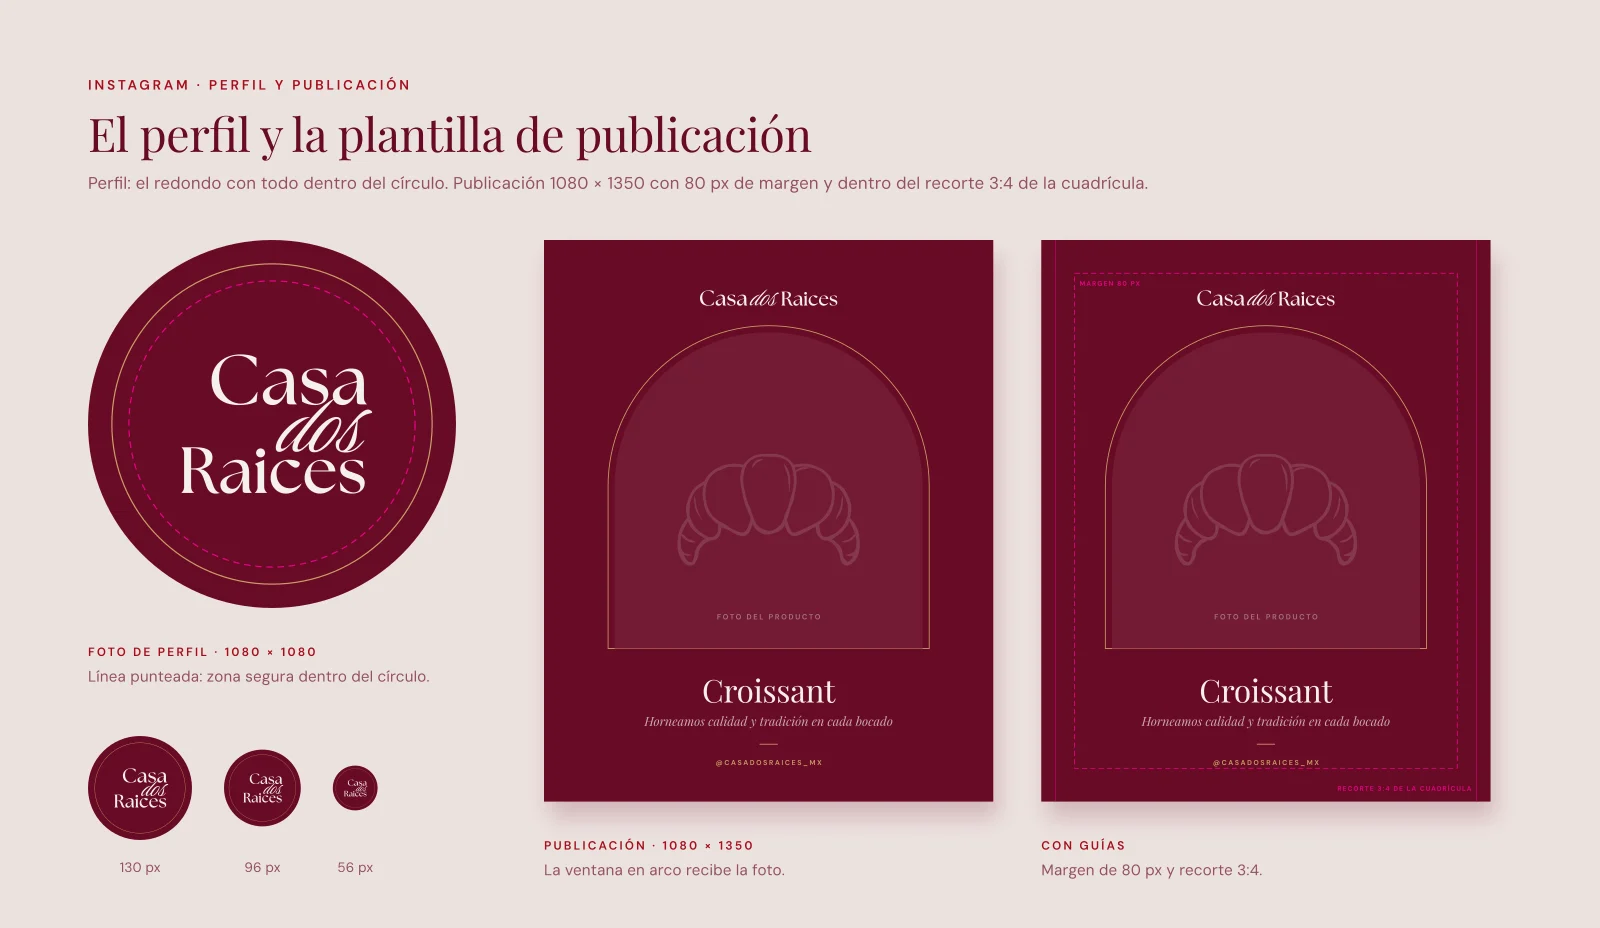 INSTAGRAM · PERFIL Y PUBLICACIÓN
El perfil y la plantilla de publicación
Perfil: el redondo con todo dentro del círculo. Publicación 1080 × 1350 con 80 px de margen y dentro del recorte 3:4 de la cuadrícula.
Casa
dos
Raices
FOTO DE PERFIL · 1080 × 1080
Línea punteada: zona segura dentro del círculo.
Casa
dos
Raices
Casa
dos
Raices
Casa
dos
Raices
130 px
96 px
56 px
Casa dos Raices
FOTO DEL PRODUCTO
Croissant
Horneamos calidad y tradición en cada bocado
@CASADOSRAICES_MX
PUBLICACIÓN · 1080 × 1350
La ventana en arco recibe la foto.
MARGEN 80 PX
Casa dos Raices
FOTO DEL PRODUCTO
Croissant
Horneamos calidad y tradición en cada bocado
@CASADOSRAICES_MX
RECORTE 3:4 DE LA CUADRÍCULA
CON GUÍAS
Margen de 80 px y recorte 3:4.